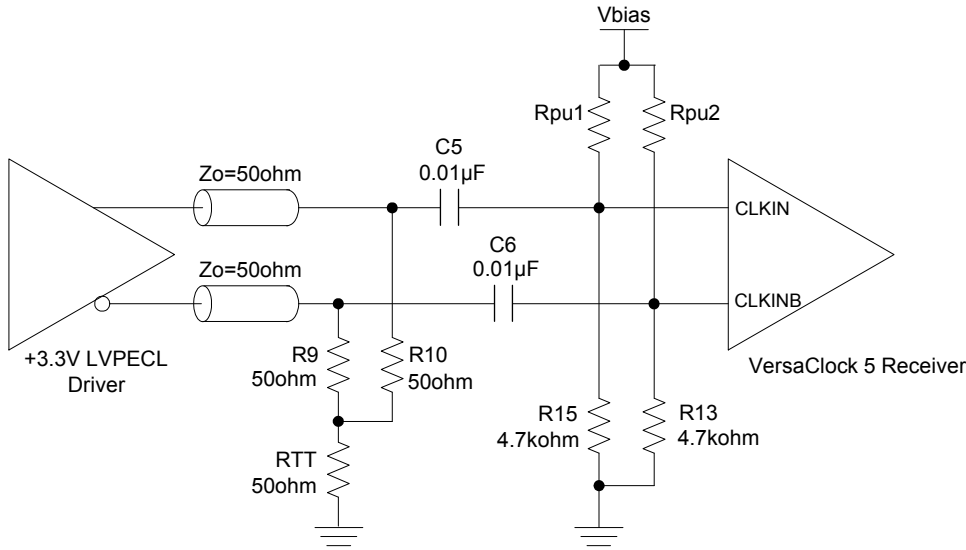 Vbias
Rpu1
Rpu2
C5
0.01µF
Zo=50ohm
CLKIN
C6
0.01µF
Zo=50ohm
CLKINB
+3.3V LVPECL
Driver
R9
50ohm
R10
50ohm
VersaClock 5 Receiver
R15
4.7kohm
R13
4.7kohm
RTT
50ohm